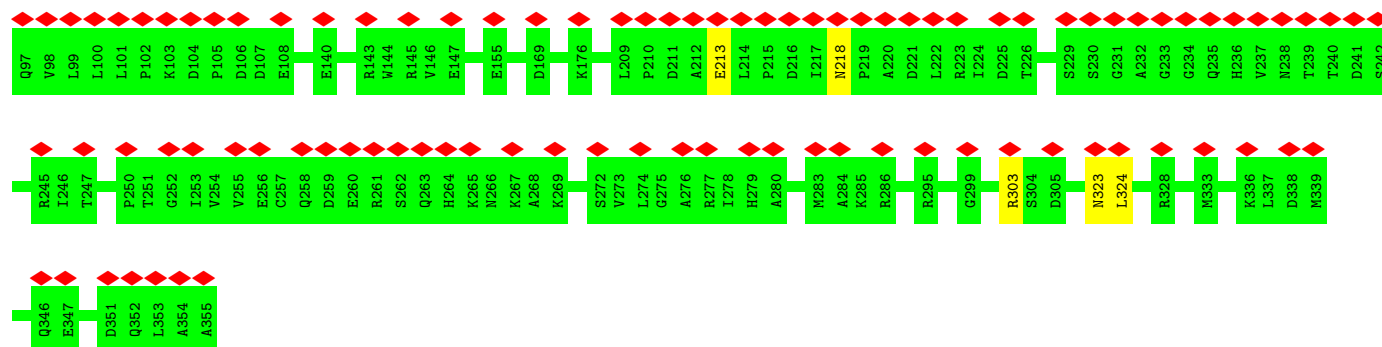 Q97 V98 L99 L100 L101 P102 K103 D104 P105 D106 D107 E108 E140 R143 W144 R145 V146 E147 E155 D169 K176 L209 P210 D211 A212 E213 L214 P215 D216 I217 N218 P219 A220 D221 L222 R223 I224 D225 T226 S229 S230 G231 A232 G233 G234 Q235 H236 V237 N238 T239 T240 D241 S242
R245 I246 T247 P250 T251 G252 I253 V254 V255 E256 C257 Q258 D259 E260 R261 S262 Q263 H264 K265 N266 K267 A268 K269 S272 V273 L274 G275 A276 R277 I278 H279 A280 M283 A284 K285 R286 R295 G299 R303 S304 D305 N323 L324 R328 M333 K336 L337 D338 M339
Q346 E347 D351 Q352 L353 A354 A355